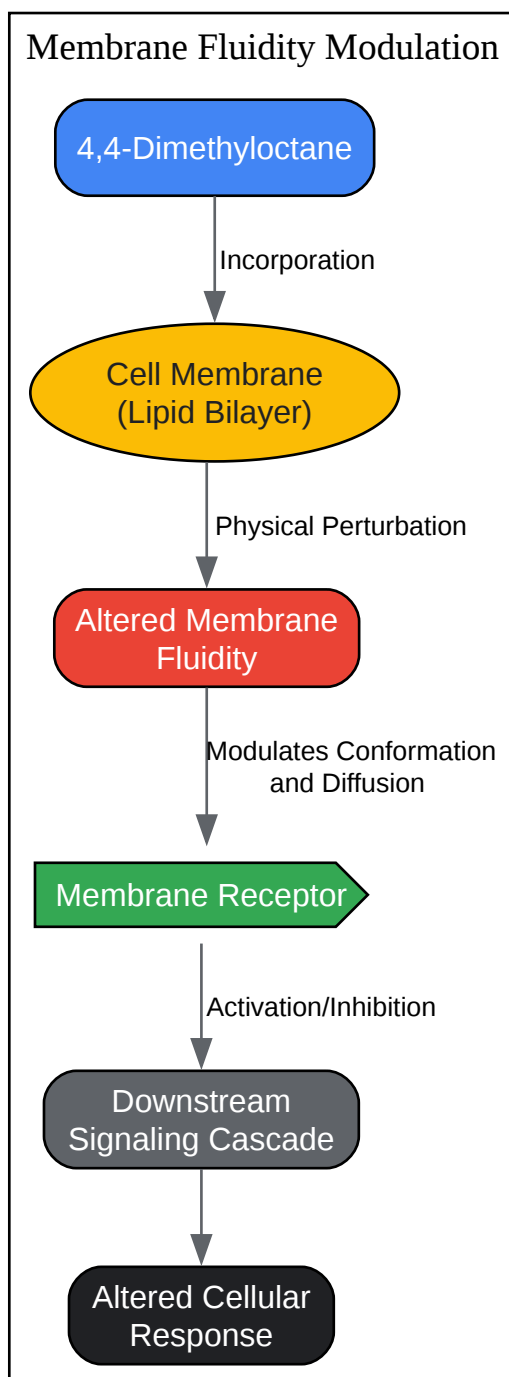 Membrane Fluidity Modulation
4,4-Dimethyloctane
Incorporation
Cell Membrane
(Lipid Bilayer)
Physical Perturbation
Altered Membrane
Fluidity
Modulates Conformation
and Diffusion
Membrane Receptor
Activation/Inhibition
Downstream
Signaling Cascade
Altered Cellular
Response